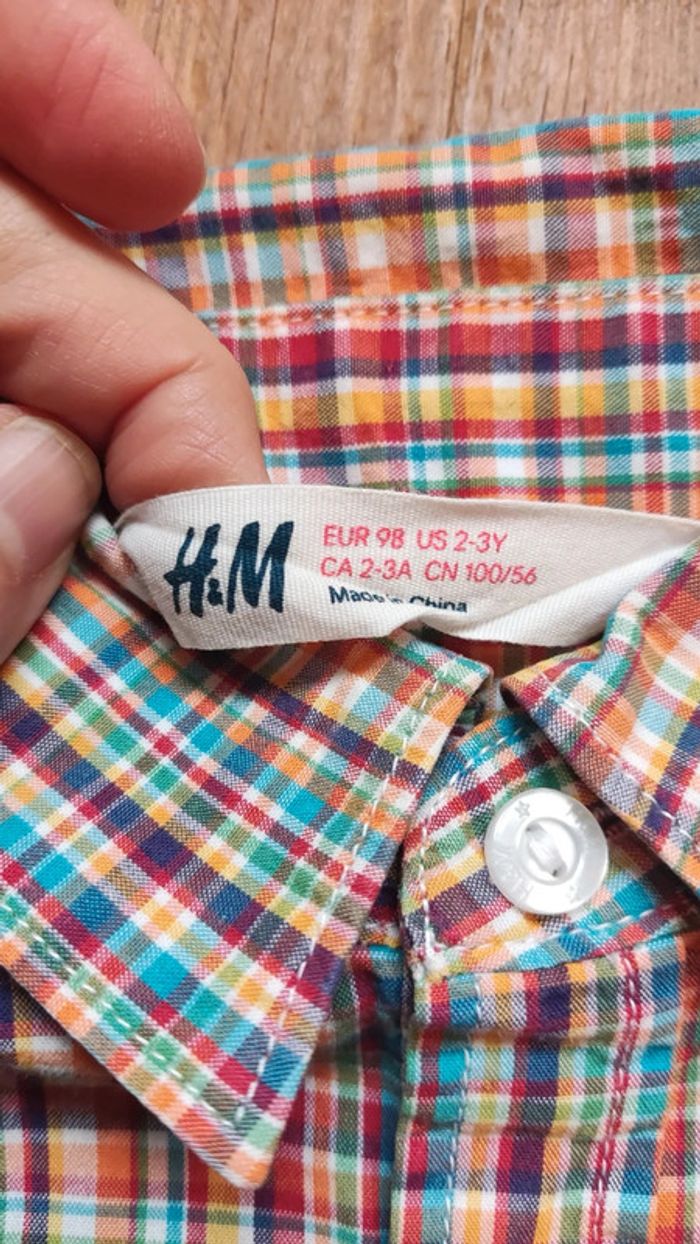 H&M
EUR 98 US 2-3Y
CA 2-3A CN 100/56
Made in China